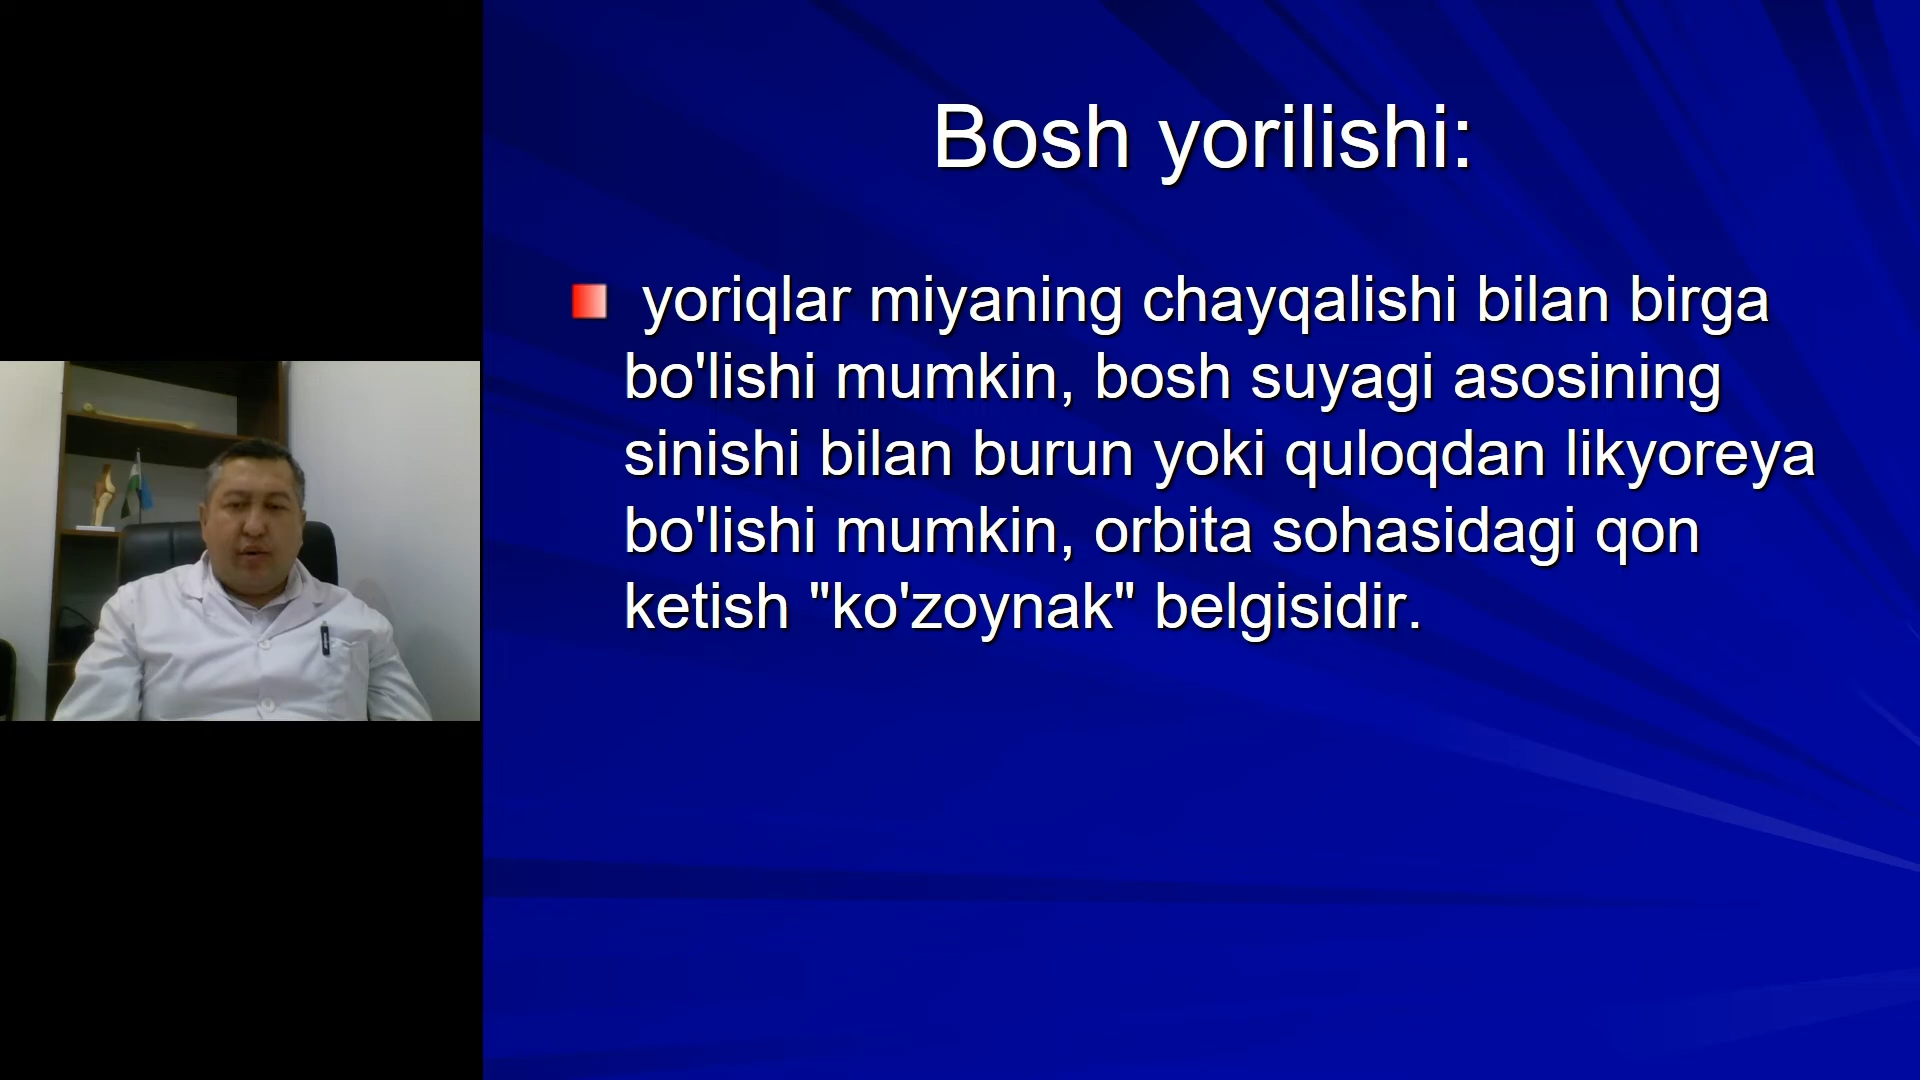 Bosh yorilishi:
yoriqlar miyaning chayqalishi bilan birga
bo'lishi mumkin, bosh suyagi asosining
sinishi bilan burun yoki quloqdan likyoreya
bo'lishi mumkin, orbita sohasidagi qon
ketish "ko'zoynak" belgisidir.